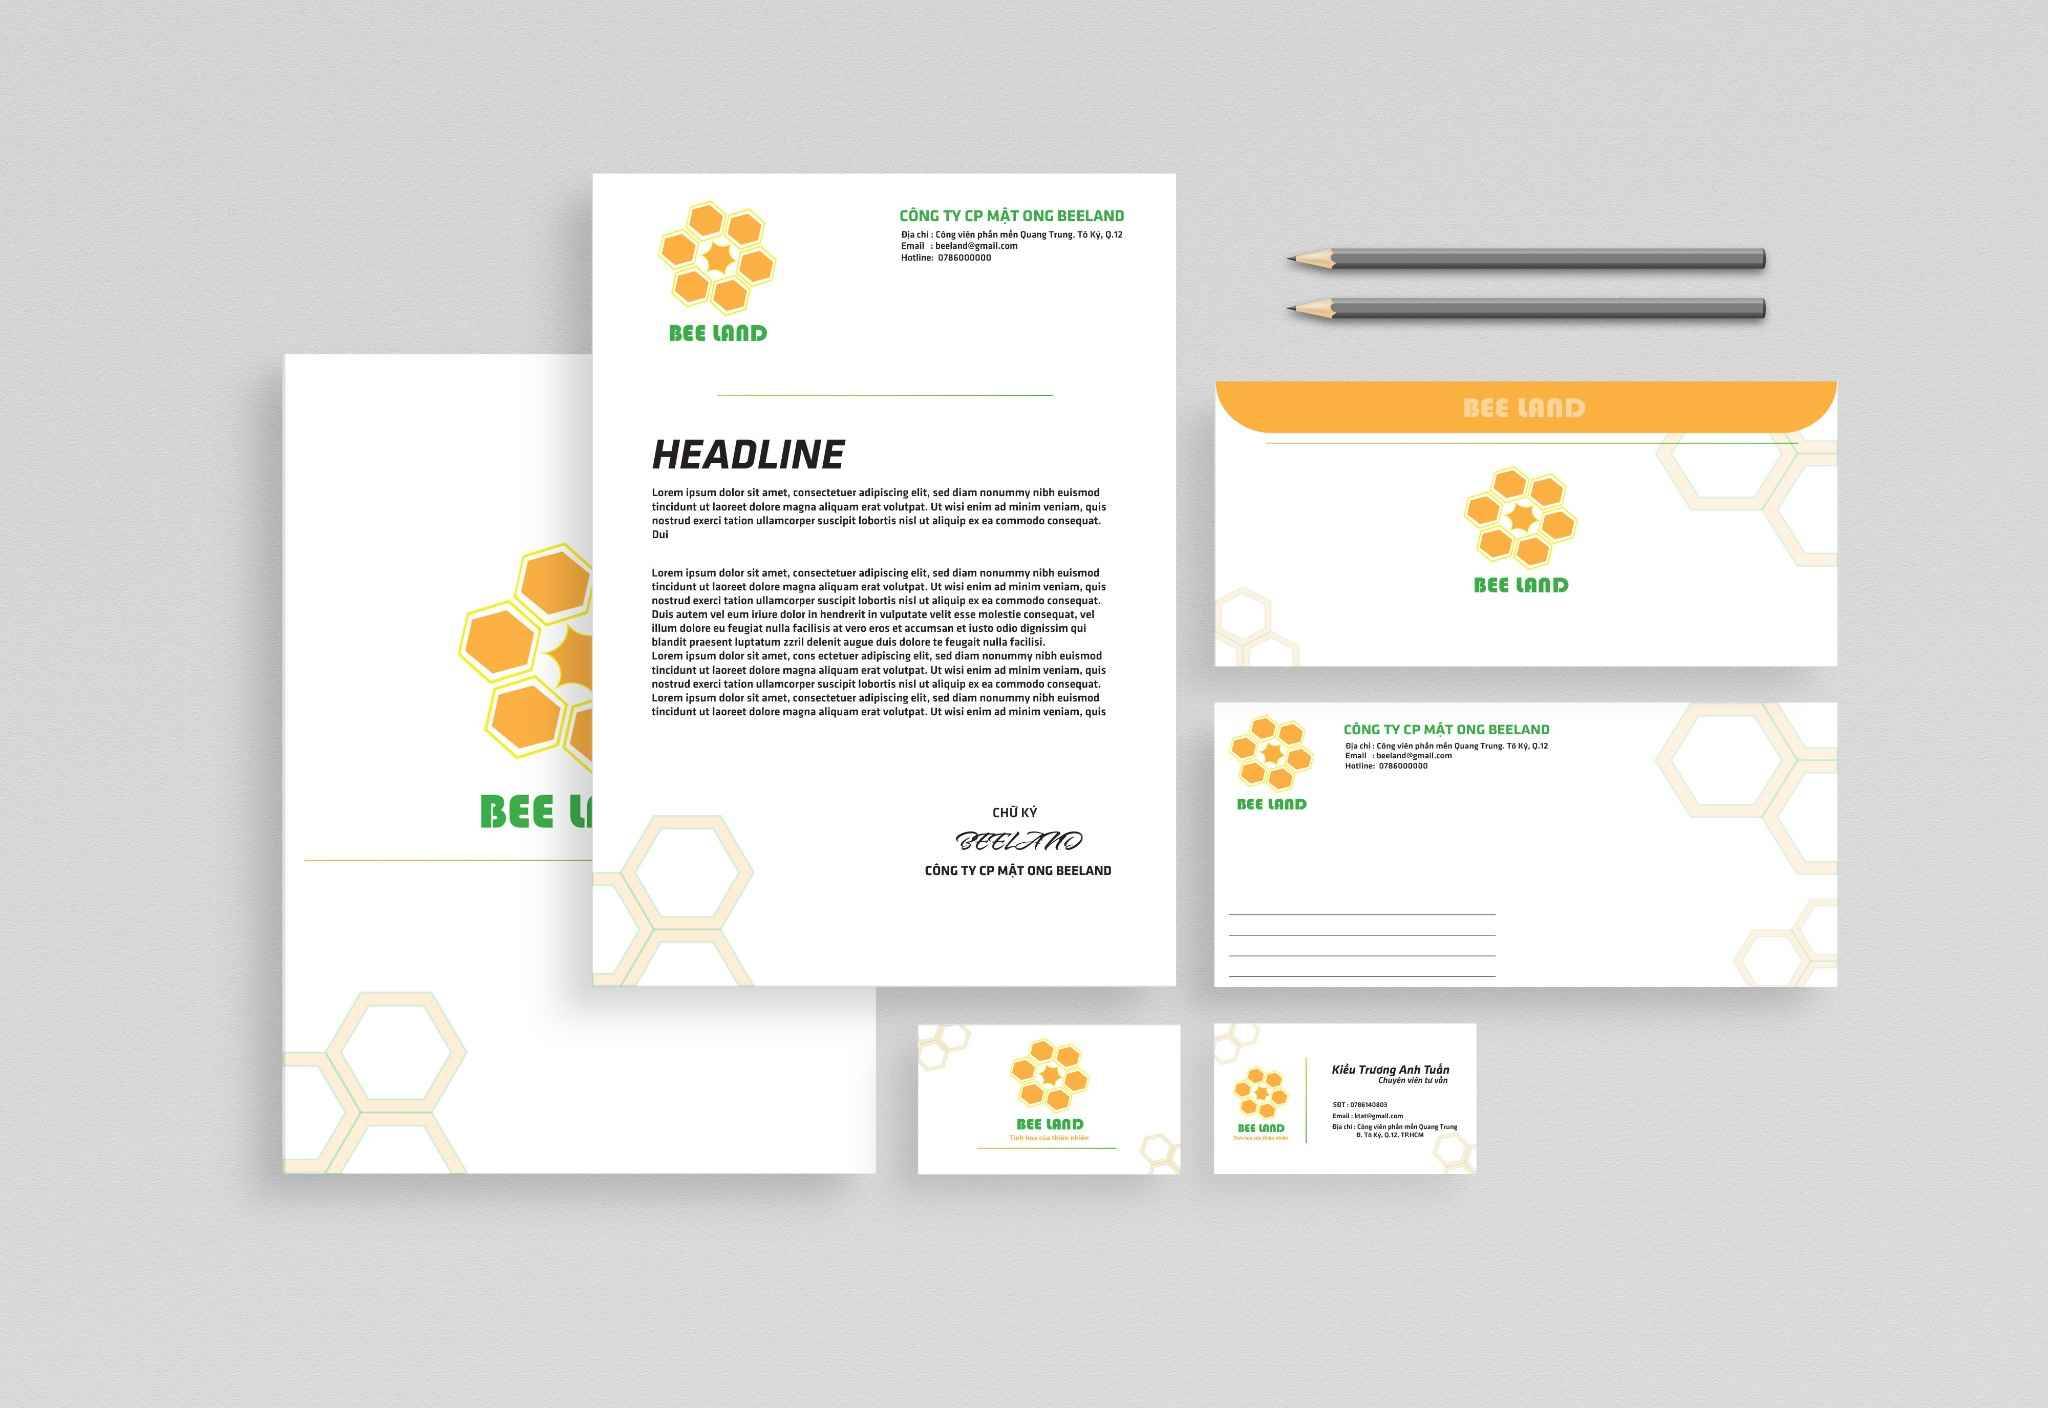 BEE LAND
CÔNG TY CP MẬT ONG BEELAND
Địa chỉ : Công viên phần mền Quang Trung. Tô Ký, Q.12
Email : beeland@gmail.com
Hotline: 0786000000
HEADLINE
Lorem ipsum dolor sit amet, consectetuer adipiscing elit, sed diam nonummy nibh euismod
tincidunt ut laoreet dolore magna aliquam erat volutpat. Ut wisi enim ad minim veniam, quis
nostrud exerci tation ullamcorper suscipit lobortis nisl ut aliquip ex ea commodo consequat.
Dui
Lorem ipsum dolor sit amet, consectetuer adipiscing elit, sed diam nonummy nibh euismod
tincidunt ut laoreet dolore magna aliquam erat volutpat. Ut wisi enim ad minim veniam, quis
nostrud exerci tation ullamcorper suscipit lobortis nisl ut aliquip ex ea commodo consequat.
Duis autem vel eum iriure dolor in hendrerit in vulputate velit esse molestie consequat, vel
illum dolore eu feugiat nulla facilisis at vero eros et accumsan et iusto odio dignissim qui
blandit praesent luptatum zzril delenit augue duis dolore te feugait nulla facilisi.
Lorem ipsum dolor sit amet, cons ectetuer adipiscing elit, sed diam nonummy nibh euismod
tincidunt ut laoreet dolore magna aliquam erat volutpat. Ut wisi enim ad minim veniam, quis
nostrud exerci tation ullamcorper suscipit lobortis nisl ut aliquip ex ea commodo consequat.
Lorem ipsum dolor sit amet, consectetuer adipiscing elit, sed diam nonummy nibh euismod
tincidunt ut laoreet dolore magna aliquam erat volutpat. Ut wisi enim ad minim veniam, quis
CHỮ KÝ
BEELAND
CÔNG TY CP MẬT ONG BEELAND
BEE LA
BEE LAND
BEE LAND
BEE LAND
CÔNG TY CP MẬT ONG BEELAND
Địa chỉ : Công viên phần mền Quang Trung. Tô Ký, Q.12
Email : beeland@gmail.com
Hotline: 0786000000
BEE LAND
Tinh hoa của thiên nhiên
BEE LAND
Tinh hoa của thiên nhiên
Kiều Trương Anh Tuấn
Chuyên viên tư vấn
SĐT : 0786140803
Email : ktat@gmail.com
Địa chỉ : Công viên phần mền Quang Trung
Đ. Tô Ký, Q.12. TP.HCM